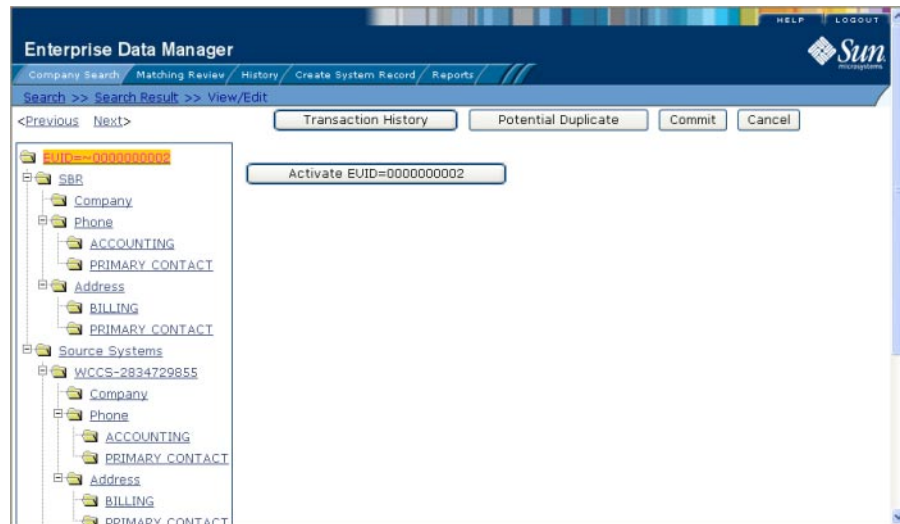 HELP LOGOUT
Enterprise Data Manager
Sun
microsystems
Company Search Matching Review History Create System Record Reports
Search >> Search Result >> View/Edit
<Previous Next> Transaction History Potential Duplicate Commit Cancel
EUID=~0000000002
Activate EUID=0000000002
SBR
Company
Phone
ACCOUNTING
PRIMARY CONTACT
Address
BILLING
PRIMARY CONTACT
Source Systems
WCCS-2834729855
Company
Phone
ACCOUNTING
PRIMARY CONTACT
Address
BILLING
PRIMARY CONTACT